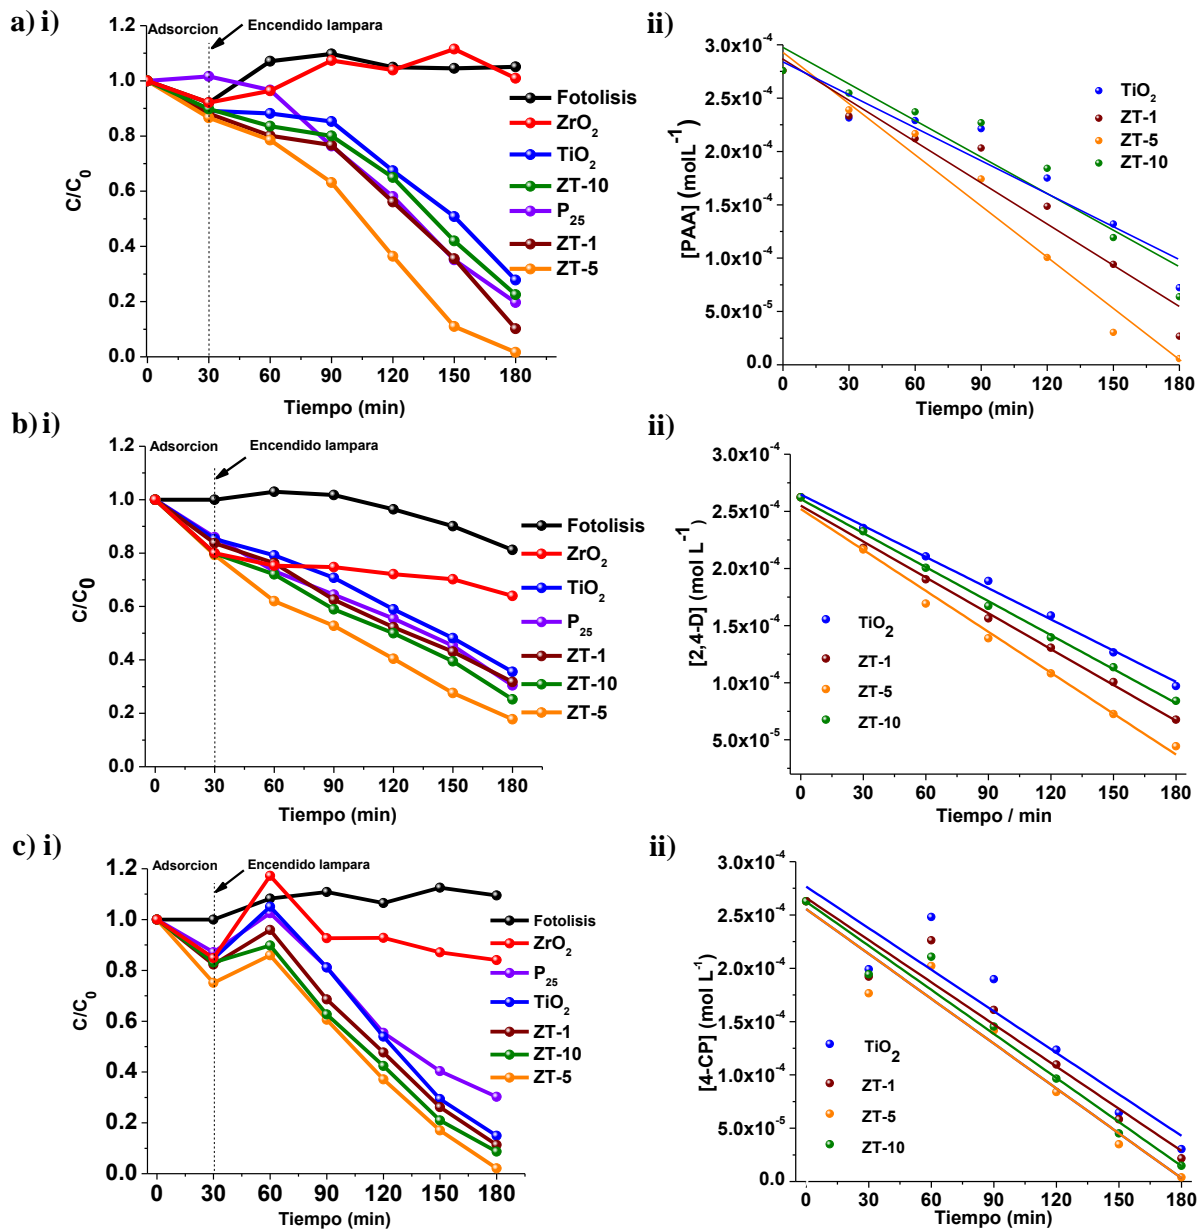 a) i)
Adsorcion
Encendido lampara
1.2
1.0
0.8
0.6
0.4
0.2
0.0
C/C0
0 30 60 90 120 150 180
Tiempo (min)
Fotolisis
ZrO2
TiO2
ZT-10
P25
ZT-1
ZT-5
ii)
3.0x10-4
2.5x10-4
2.0x10-4
1.5x10-4
1.0x10-4
5.0x10-5
0.0
[PAA] (molL-1)
0 30 60 90 120 150 180
Tiempo (min)
TiO2
ZT-1
ZT-5
ZT-10
b) i)
Adsorcion
Encendido lampara
1.2
1.0
0.8
0.6
0.4
0.2
0.0
C/C0
0 30 60 90 120 150 180
Tiempo (min)
Fotolisis
ZrO2
TiO2
P25
ZT-1
ZT-10
ZT-5
ii)
3.0x10-4
2.5x10-4
2.0x10-4
1.5x10-4
1.0x10-4
5.0x10-5
[2,4-D] (mol L-1)
0 30 60 90 120 150 180
Tiempo / min
TiO2
ZT-1
ZT-5
ZT-10
c) i)
Adsorcion
Encendido lampara
1.2
1.0
0.8
0.6
0.4
0.2
0.0
C/C0
0 30 60 90 120 150 180
Tiempo (min)
Fotolisis
ZrO2
P25
TiO2
ZT-1
ZT-10
ZT-5
ii)
3.0x10-4
2.5x10-4
2.0x10-4
1.5x10-4
1.0x10-4
5.0x10-5
0.0
[4-CP] (mol L-1)
0 30 60 90 120 150 180
Tiempo (min)
TiO2
ZT-1
ZT-5
ZT-10